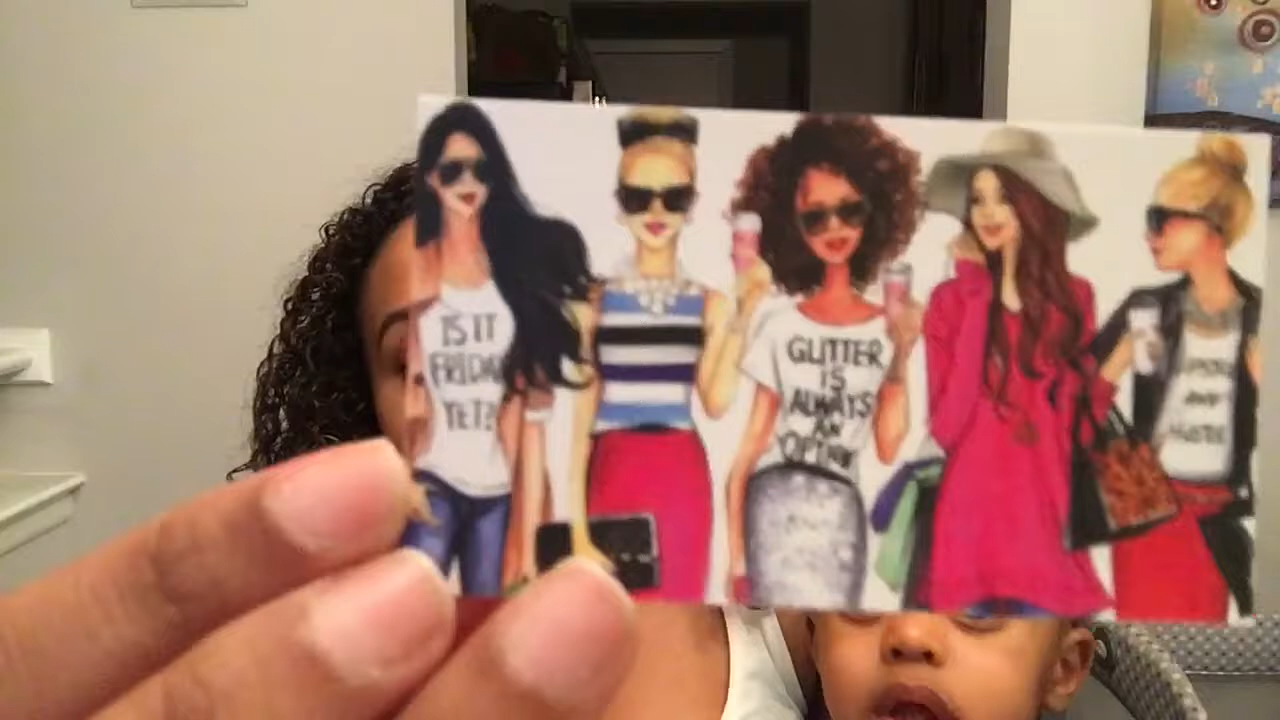 IS IT
FRIDAY
YET?
GLITTER
IS
ALWAYS
AN
OPTION